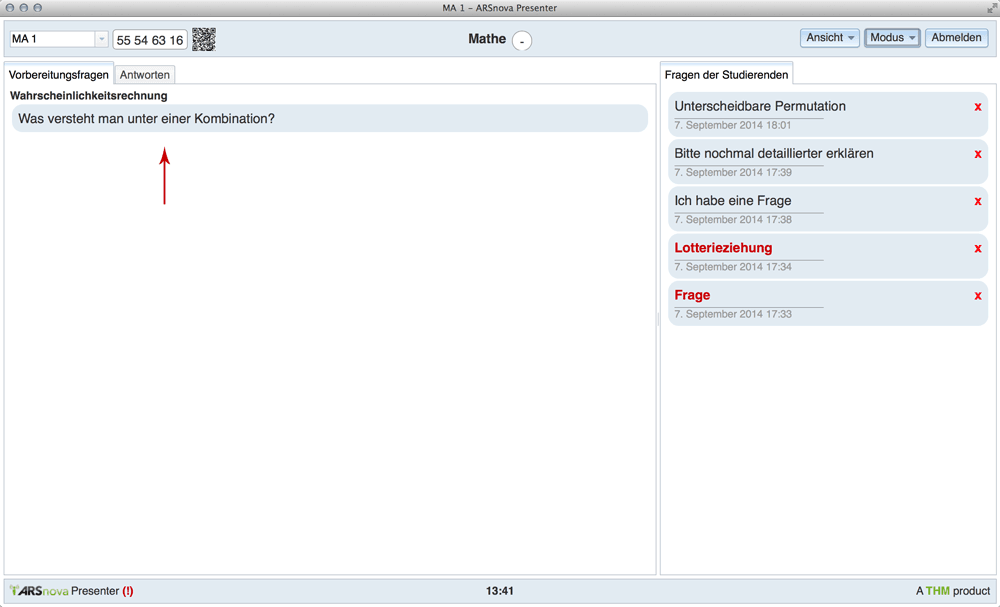 MA 1 - ARSnova Presenter
MA 1
55 54 63 16
Mathe -
Ansicht
Modus
Abmelden
Vorbereitungsfragen
Antworten
Wahrscheinlichkeitsrechnung
Was versteht man unter einer Kombination?
Fragen der Studierenden
Unterscheidbare Permutation x
7. September 2014 18:01
Bitte nochmal detaillierter erklären x
7. September 2014 17:39
Ich habe eine Frage x
7. September 2014 17:38
Lotterieziehung x
7. September 2014 17:34
Frage x
7. September 2014 17:33
ARSnova Presenter (!)
13:41
A THM product